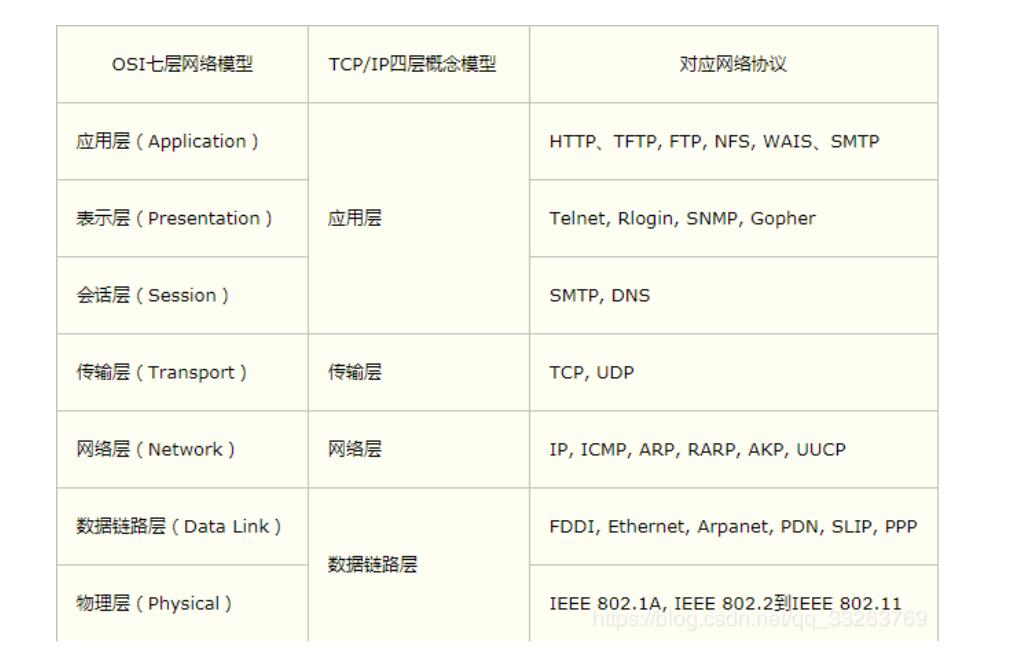 OSI七层网络模型 TCP/IP四层概念模型 对应网络协议
应用层 ( Application ) HTTP、TFTP, FTP, NFS, WAIS、SMTP
表示层 ( Presentation ) 应用层 Telnet, Rlogin, SNMP, Gopher
会话层 ( Session ) SMTP, DNS
传输层 ( Transport ) 传输层 TCP, UDP
网络层 ( Network ) 网络层 IP, ICMP, ARP, RARP, AKP, UUCP
数据链路层 ( Data Link ) FDDI, Ethernet, Arpanet, PDN, SLIP, PPP
数据链路层
物理层 ( Physical ) IEEE 802.1A, IEEE 802.2到IEEE 802.11
https://blog.csdn.net/qq_33263769